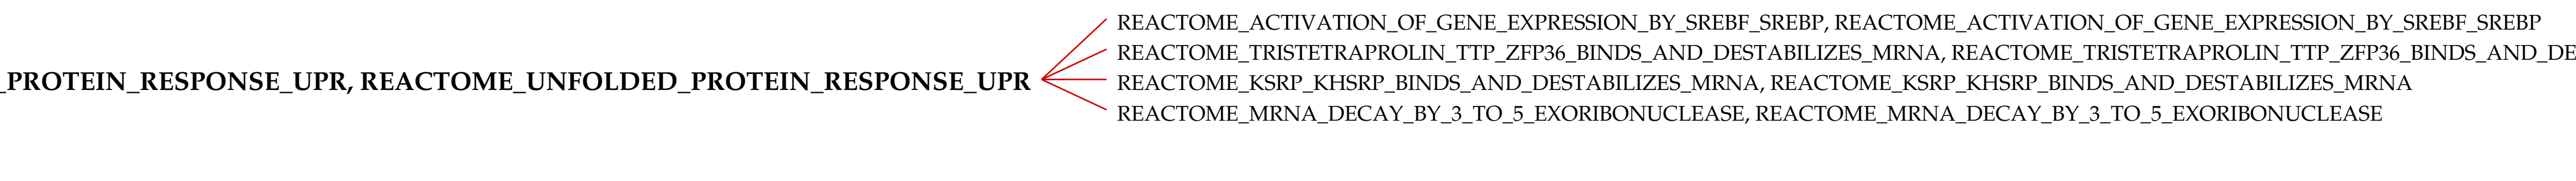 REACTOME_ACTIVATION_OF_GENE_EXPRESSION_BY_SREBF_SREBP, REACTOME_ACTIVATION_OF_GENE_EXPRESSION_BY_SREBF_SREBP
REACTOME_TRISTETRAPROLIN_TTP_ZFP36_BINDS_AND_DESTABILIZES_MRNA, REACTOME_TRISTETRAPROLIN_TTP_ZFP36_BINDS_AND_DE
_PROTEIN_RESPONSE_UPR, REACTOME_UNFOLDED_PROTEIN_RESPONSE_UPR
REACTOME_KSRP_KHSRP_BINDS_AND_DESTABILIZES_MRNA, REACTOME_KSRP_KHSRP_BINDS_AND_DESTABILIZES_MRNA
REACTOME_MRNA_DECAY_BY_3_TO_5_EXORIBONUCLEASE, REACTOME_MRNA_DECAY_BY_3_TO_5_EXORIBONUCLEASE